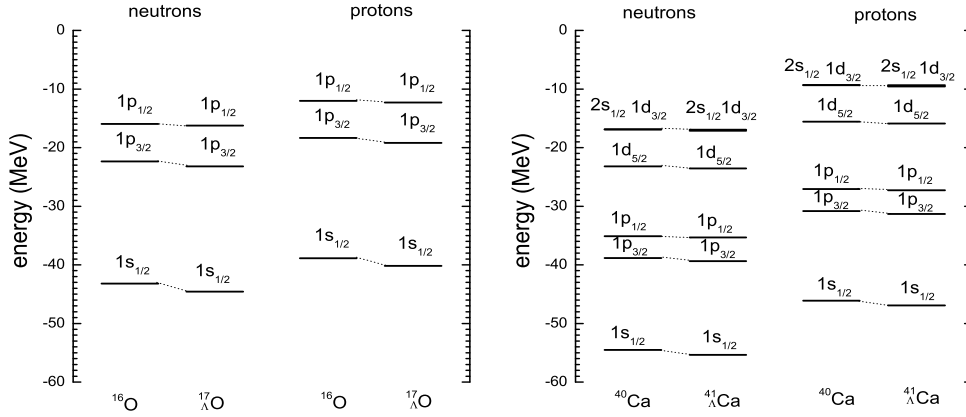 neutrons
protons
energy (MeV)
0
-10
-20
-30
-40
-50
-60
1p1/2
1p1/2
1p3/2
1p3/2
1s1/2
1s1/2
1p1/2
1p1/2
1p3/2
1p3/2
1s1/2
1s1/2
16O
17ΛO
16O
17ΛO
neutrons
protons
energy (MeV)
0
-10
-20
-30
-40
-50
-60
2s1/2 1d3/2
2s1/2 1d3/2
1d5/2
1d5/2
1p1/2
1p1/2
1p3/2
1p3/2
1s1/2
1s1/2
2s1/2 1d3/2
2s1/2 1d3/2
1d5/2
1d5/2
1p1/2
1p1/2
1p3/2
1p3/2
1s1/2
1s1/2
40Ca
41ΛCa
40Ca
41ΛCa